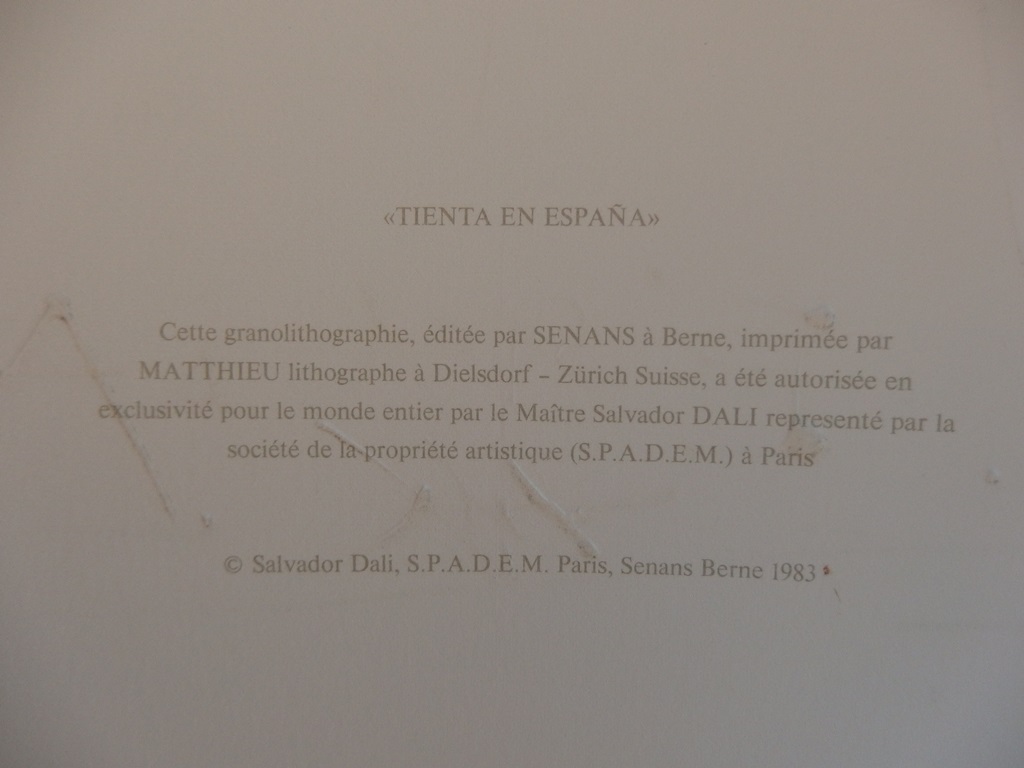 «TIENTA EN ESPAÑA»
Cette granolithographie, éditée par SENANS à Berne, imprimée par
MATTHIEU lithographe à Dielsdorf – Zürich Suisse, a été autorisée en
exclusivité pour le monde entier par le Maître Salvador DALI representé par la
société de la propriété artistique (S.P.A.D.E.M.) à Paris
© Salvador Dali, S.P.A.D.E.M. Paris, Senans Berne 1983